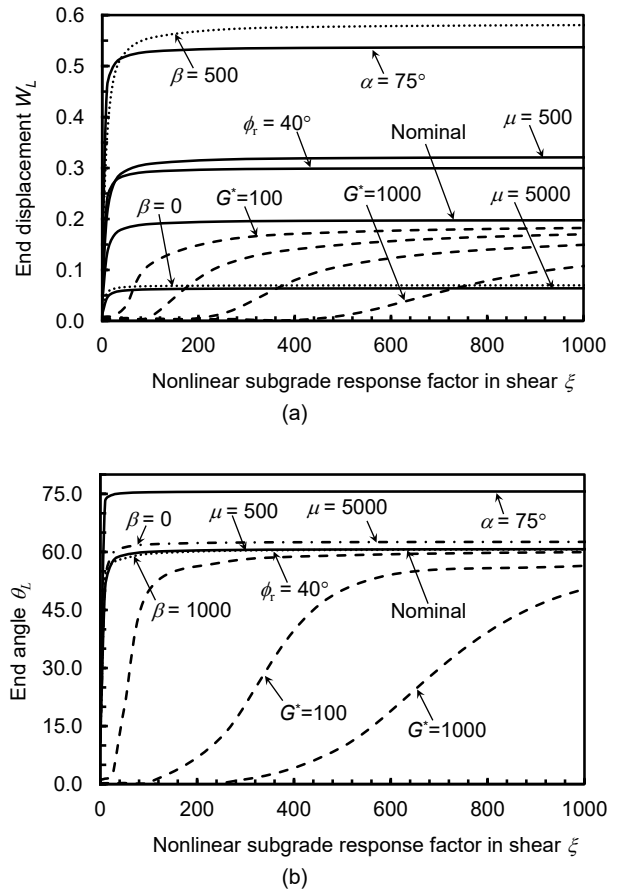 0.6
0.5
0.4
0.3
0.2
0.1
0.0
End displacement W_L
β = 500
α = 75°
ϕr = 40°
Nominal
μ = 500
β = 0
G*=100
G*=1000
μ = 5000
0 200 400 600 800 1000
Nonlinear subgrade response factor in shear ξ
(a)
75.0
60.0
45.0
30.0
15.0
0.0
End angle θ_L
β = 0
μ = 500
μ = 5000
α = 75°
β = 1000
ϕr = 40°
Nominal
G*=100
G*=1000
0 200 400 600 800 1000
Nonlinear subgrade response factor in shear ξ
(b)